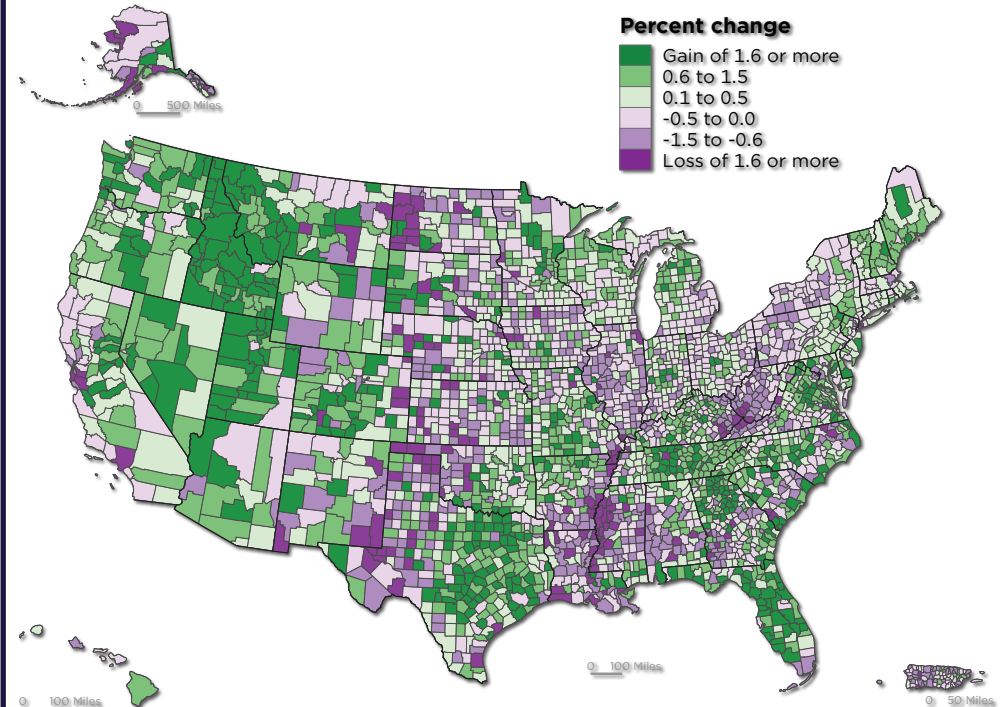 Percent change
Gain of 1.6 or more
0.6 to 1.5
0.1 to 0.5
-0.5 to 0.0
-1.5 to -0.6
Loss of 1.6 or more
0 500 Miles
0 100 Miles
0 100 Miles
0 50 Miles